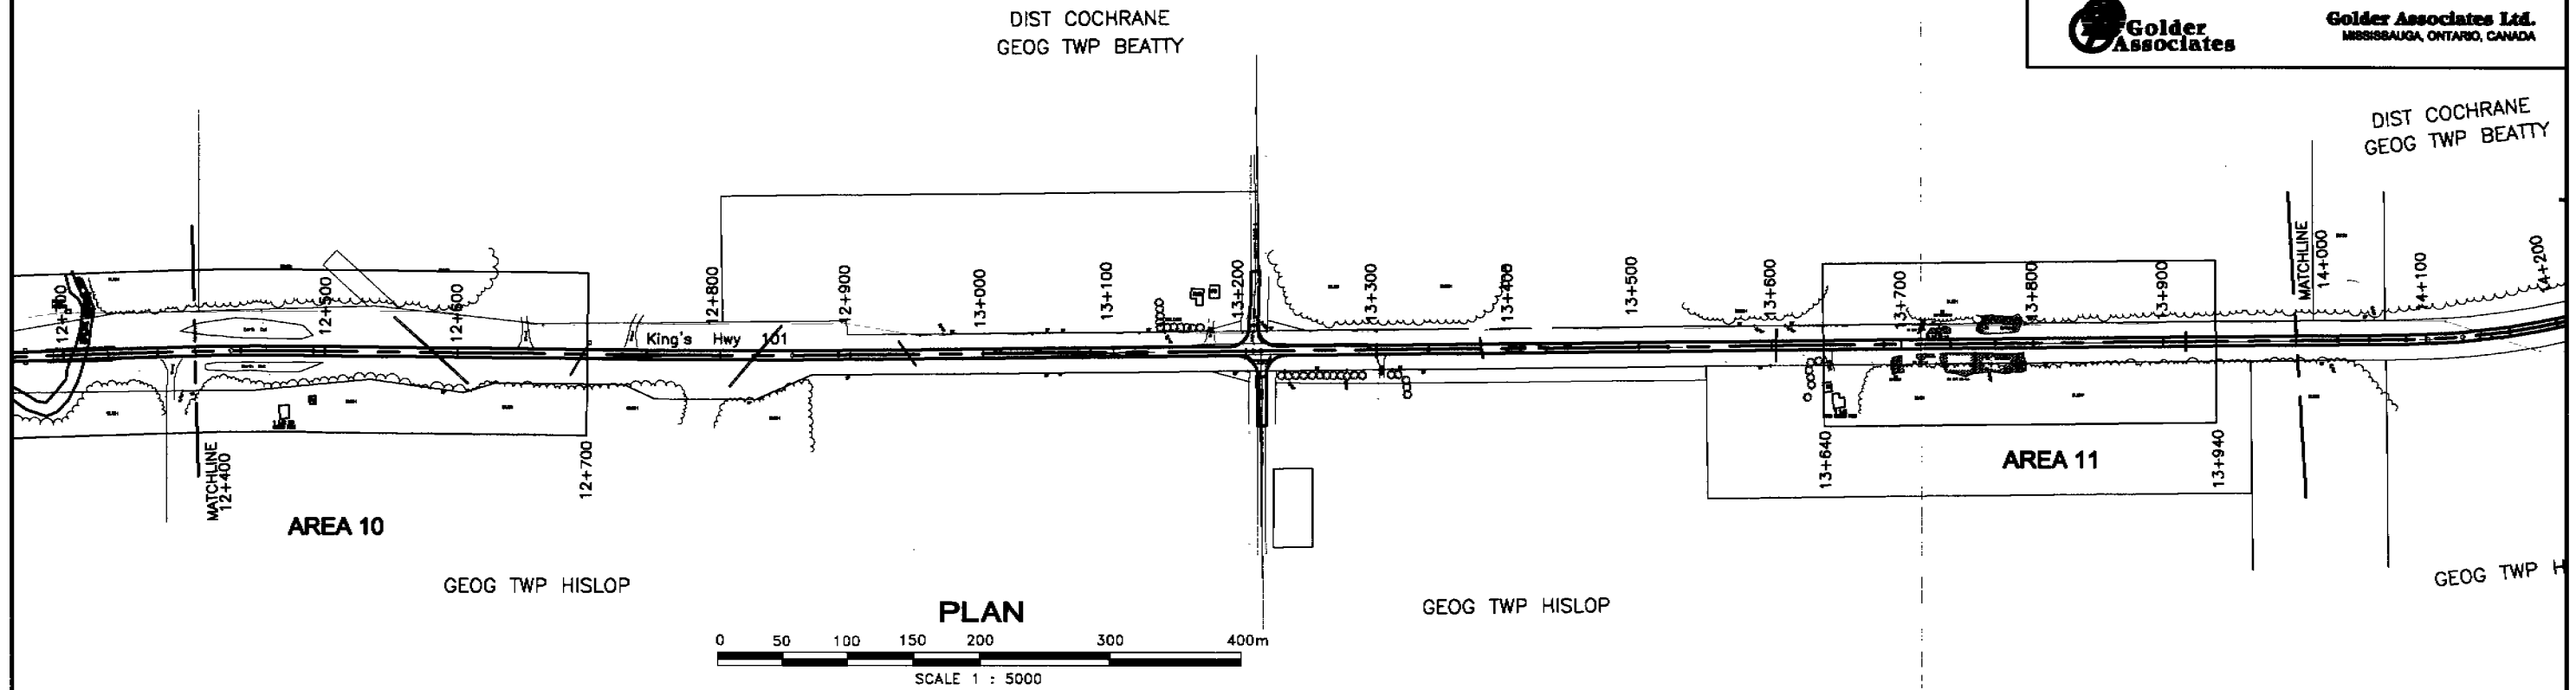 DIST COCHRANE
GEOG TWP BEATTY
Golder
Associates
Golder Associates Ltd.
MISSISSAUGA, ONTARIO, CANADA
DIST COCHRANE
GEOG TWP BEATTY
12+500
12+600
12+800
12+900
13+000
13+100
13+200
13+300
13+400
13+500
13+600
13+700
13+800
13+900
MATCHLINE
14+000
14+100
14+200
King's Hwy 101
MATCHLINE
12+400
12+700
13+640
13+940
AREA 10
AREA 11
GEOG TWP HISLOP
GEOG TWP HISLOP
GEOG TWP H
PLAN
0 50 100 150 200 300 400m
SCALE 1 : 5000